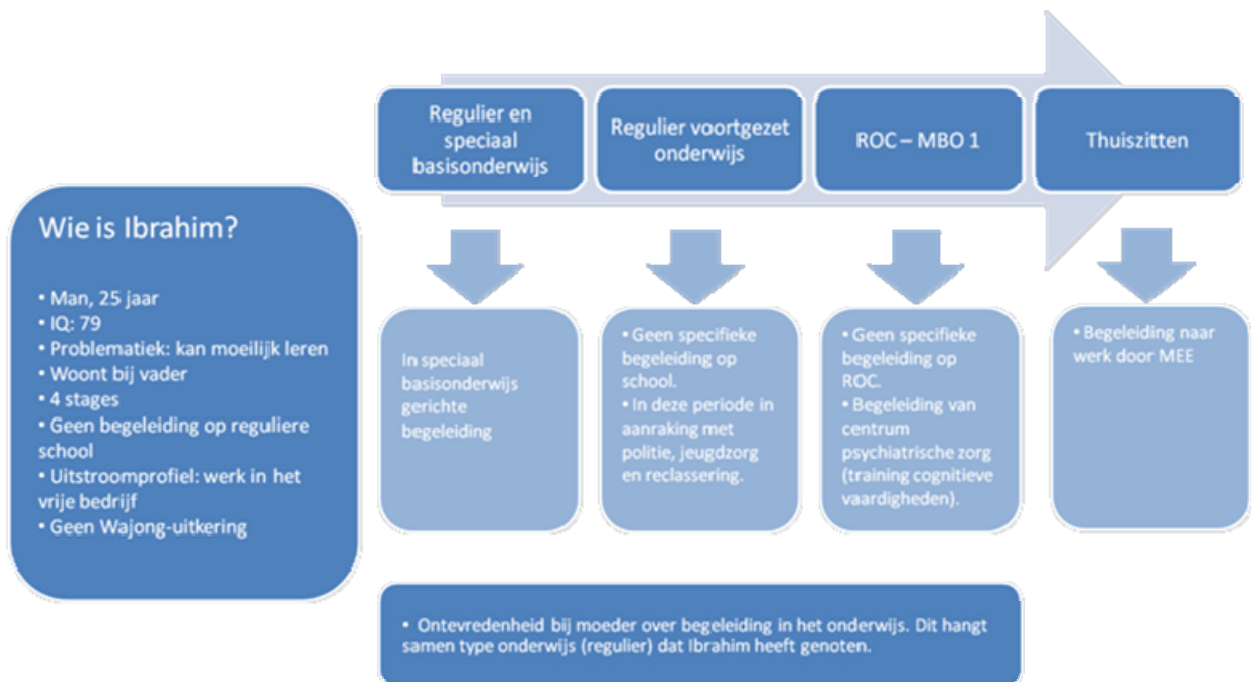 Regulier en
speciaal
basisonderwijs
Regulier voortgezet
onderwijs
ROC – MBO 1
Thuiszitten
Wie is Ibrahim?
• Man, 25 jaar
• IQ: 79
• Problematiek: kan moeilijk leren
• Woont bij vader
• 4 stages
• Geen begeleiding op reguliere
school
• Uitstroomprofiel: werk in het
vrije bedrijf
• Geen Wajong-uitkering
In speciaal
basisonderwijs
gerichte
begeleiding
• Geen specifieke
begeleiding op
school.
• In deze periode in
aanraking met
politie, jeugdzorg
en reclassering.
• Geen specifieke
begeleiding op
ROC.
• Begeleiding van
centrum
psychiatrische zorg
(training cognitieve
vaardigheden).
• Begeleiding naar
werk door MEE
• Ontevredenheid bij moeder over begeleiding in het onderwijs. Dit hangt
samen type onderwijs (regulier) dat Ibrahim heeft genoten.